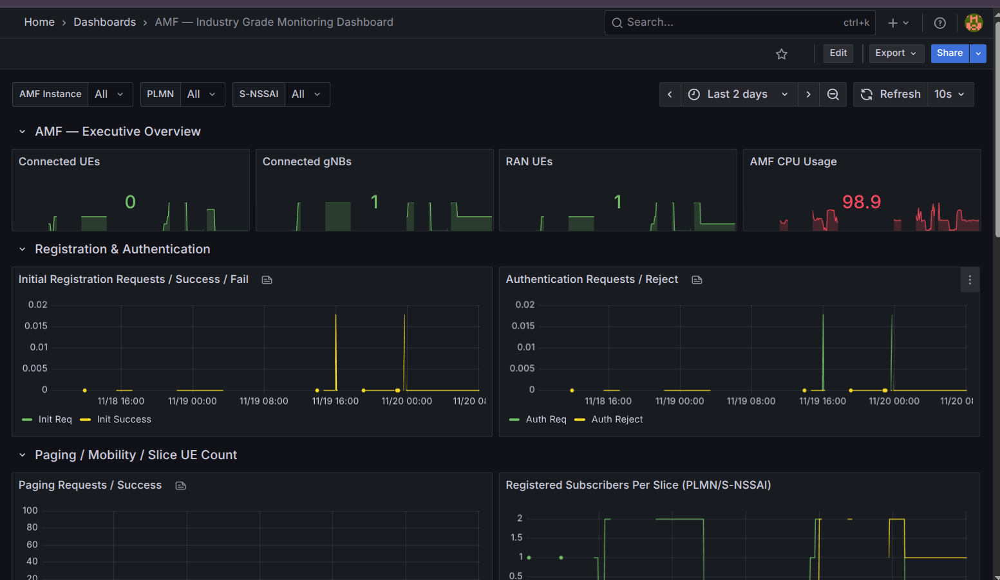 Home › Dashboards › AMF — Industry Grade Monitoring Dashboard
Search... ctrl+k
Edit Export Share
AMF Instance All PLMN All S-NSSAI All Last 2 days Refresh 10s
AMF — Executive Overview
Connected UEs
0
Connected gNBs
1
RAN UEs
1
AMF CPU Usage
98.9
Registration & Authentication
Initial Registration Requests / Success / Fail
0.02
0.015
0.01
0.005
0
11/18 16:00 11/19 00:00 11/19 08:00 11/19 16:00 11/20 00:00 11/20
Init Req Init Success
Authentication Requests / Reject
0.02
0.015
0.01
0.005
0
11/18 16:00 11/19 00:00 11/19 08:00 11/19 16:00 11/20 00:00 11/20
Auth Req Auth Reject
Paging / Mobility / Slice UE Count
Paging Requests / Success
100
80
60
40
20
Registered Subscribers Per Slice (PLMN/S-NSSAI)
2
1.5
1
0.5